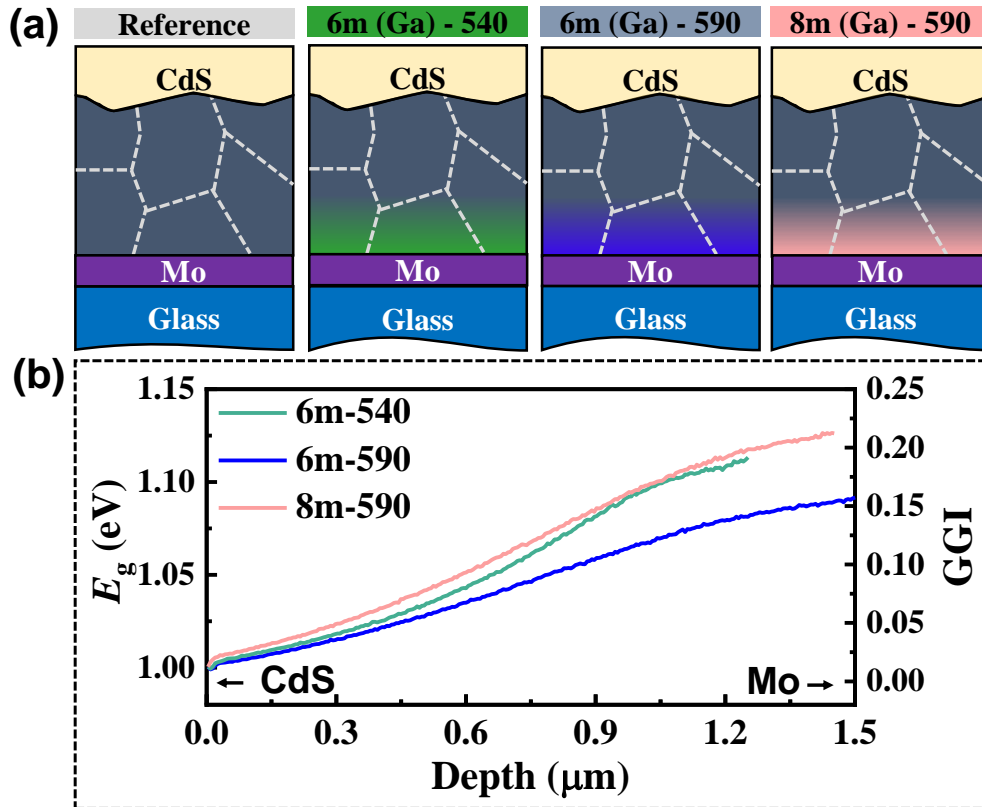 (a)
Reference
6m (Ga) - 540
6m (Ga) - 590
8m (Ga) - 590
CdS
CdS
CdS
CdS
Mo
Mo
Mo
Mo
Glass
Glass
Glass
Glass
(b)
1.15
1.10
1.05
1.00
Eg (eV)
6m-540
6m-590
8m-590
← CdS
Mo →
0.25
0.20
0.15
0.10
0.05
0.00
GGI
0.0 0.3 0.6 0.9 1.2 1.5
Depth (μm)